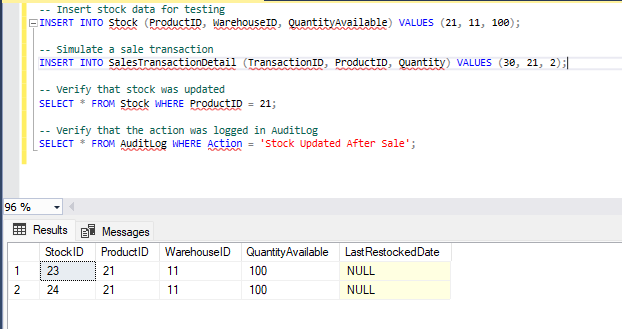 -- Insert stock data for testing
INSERT INTO Stock (ProductID, WarehouseID, QuantityAvailable) VALUES (21, 11, 100);
-- Simulate a sale transaction
INSERT INTO SalesTransactionDetail (TransactionID, ProductID, Quantity) VALUES (30, 21, 2);
-- Verify that stock was updated
SELECT * FROM Stock WHERE ProductID = 21;
-- Verify that the action was logged in AuditLog
SELECT * FROM AuditLog WHERE Action = 'Stock Updated After Sale';
96 %
Results Messages
StockID ProductID WarehouseID QuantityAvailable LastRestockedDate
1 23 21 11 100 NULL
2 24 21 11 100 NULL